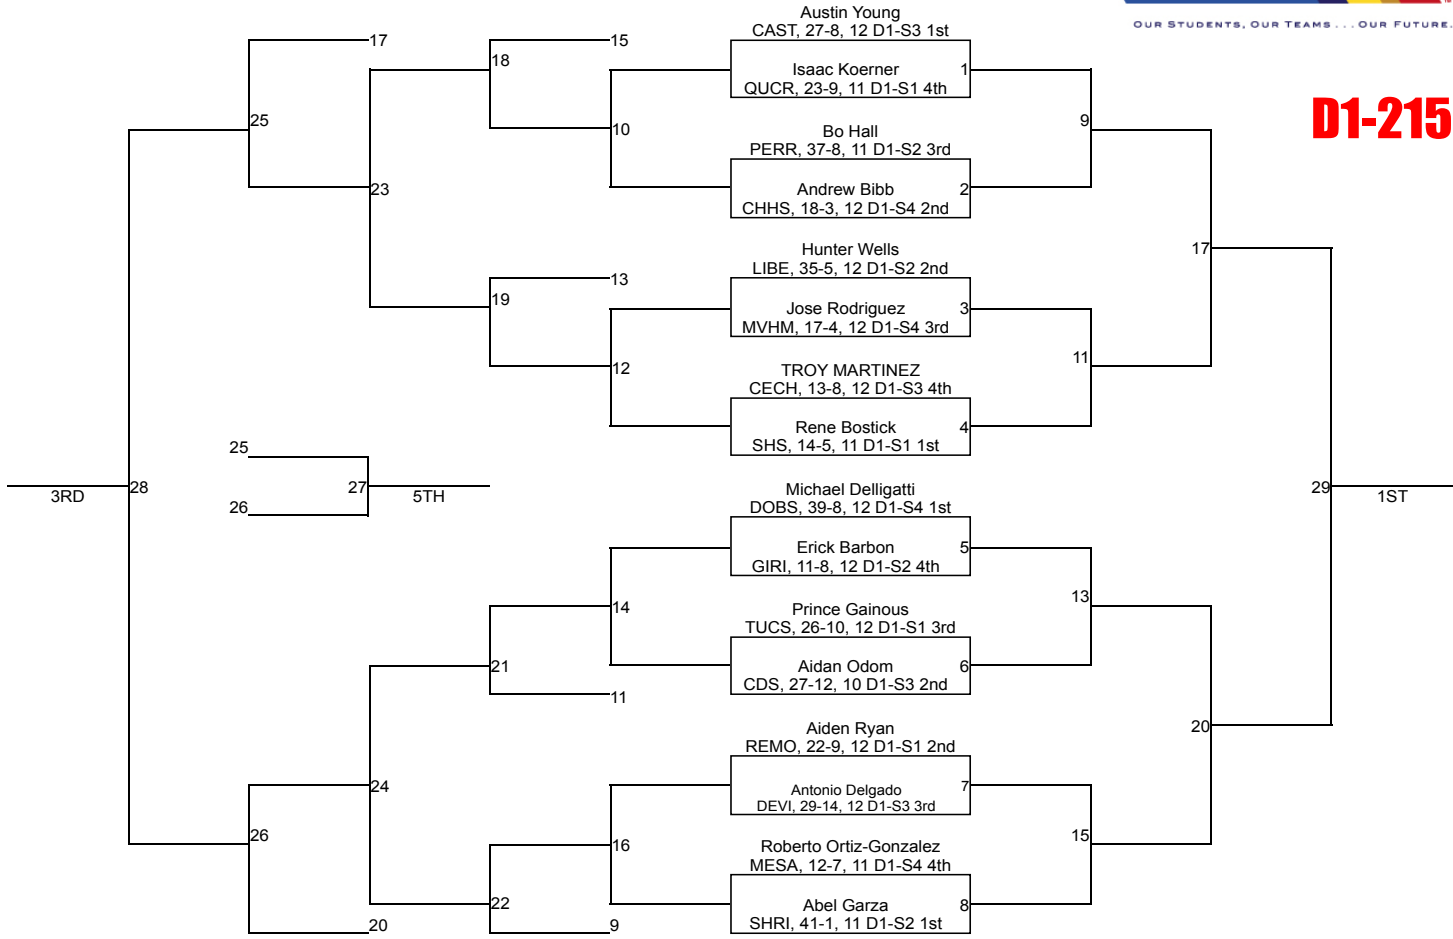 OUR STUDENTS, OUR TEAMS . . . OUR FUTURE.
D1-215
Austin Young
CAST, 27-8, 12 D1-S3 1st
Isaac Koerner
QUCR, 23-9, 11 D1-S1 4th
Bo Hall
PERR, 37-8, 11 D1-S2 3rd
Andrew Bibb
CHHS, 18-3, 12 D1-S4 2nd
Hunter Wells
LIBE, 35-5, 12 D1-S2 2nd
Jose Rodriguez
MVHM, 17-4, 12 D1-S4 3rd
TROY MARTINEZ
CECH, 13-8, 12 D1-S3 4th
Rene Bostick
SHS, 14-5, 11 D1-S1 1st
Michael Delligatti
DOBS, 39-8, 12 D1-S4 1st
Erick Barbon
GIRI, 11-8, 12 D1-S2 4th
Prince Gainous
TUCS, 26-10, 12 D1-S1 3rd
Aidan Odom
CDS, 27-12, 10 D1-S3 2nd
Aiden Ryan
REMO, 22-9, 12 D1-S1 2nd
Antonio Delgado
DEVI, 29-14, 12 D1-S3 3rd
Roberto Ortiz-Gonzalez
MESA, 12-7, 11 D1-S4 4th
Abel Garza
SHRI, 41-1, 11 D1-S2 1st
1
2
3
4
5
6
7
8
9
11
13
15
17
20
29
1ST
15
10
18
17
25
23
13
19
12
25
26
27
5TH
28
3RD
14
21
11
24
26
16
22
9
20